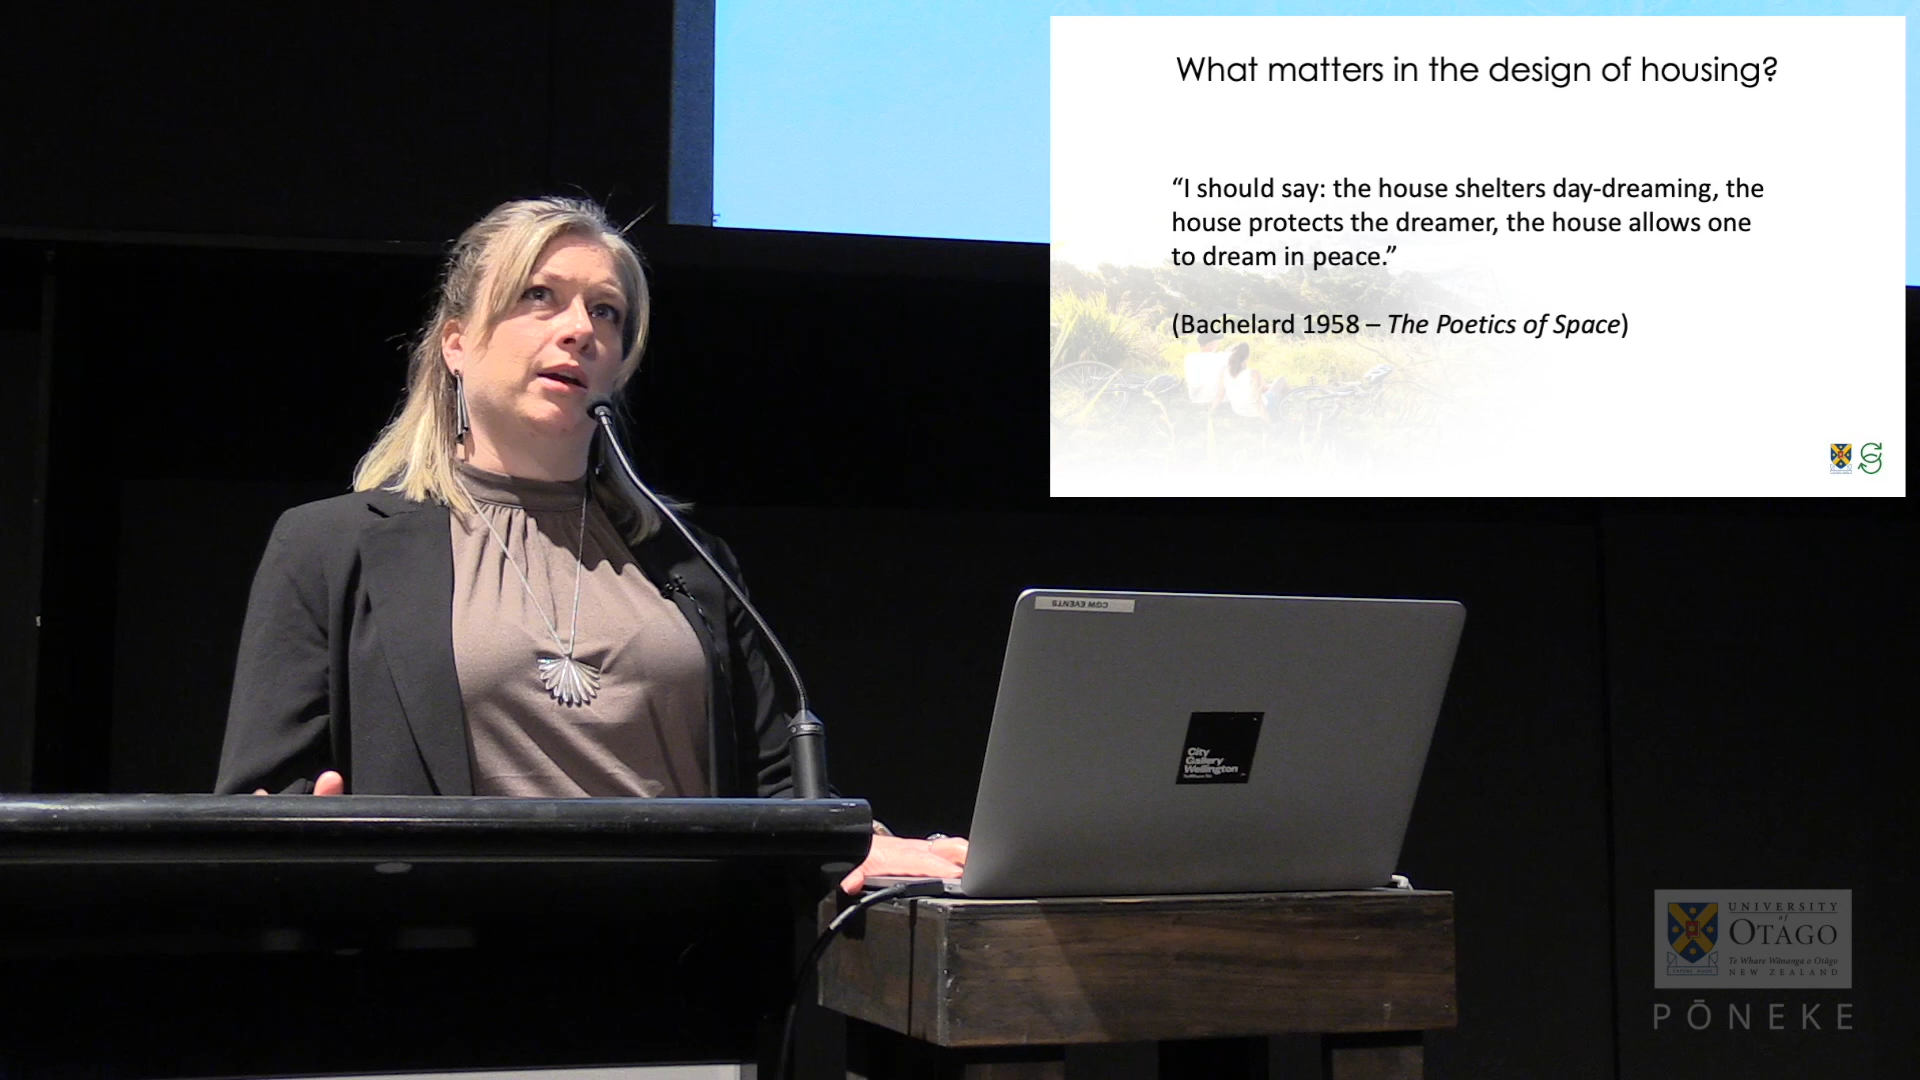 What matters in the design of housing?
“I should say: the house shelters day-dreaming, the
house protects the dreamer, the house allows one
to dream in peace.”
(Bachelard 1958 – The Poetics of Space)
CGW EVENTS
City
Gallery
Wellington
UNIVERSITY
of
OTAGO
Te Whare Wānanga o Otāgo
NEW ZEALAND
PŌNEKE